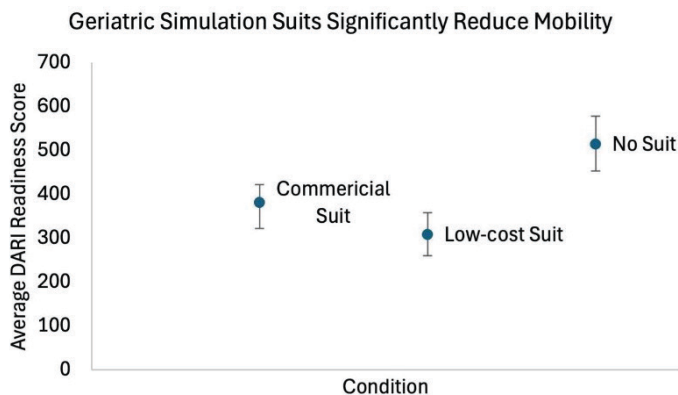 Geriatric Simulation Suits Significantly Reduce Mobility
Average DARI Readiness Score
700
600
500
400
300
200
100
0
Commericial
Suit
Low-cost Suit
No Suit
Condition